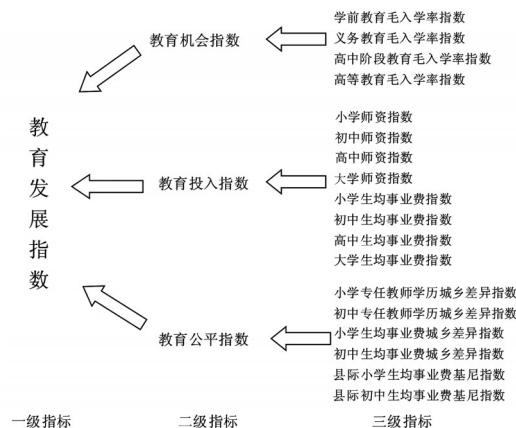 教育发展指数
教育机会指数
学前教育毛入学率指数
义务教育毛入学率指数
高中阶段教育毛入学率指数
高等教育毛入学率指数
教育投入指数
小学师资指数
初中师资指数
高中师资指数
大学师资指数
小学生均事业费指数
初中生均事业费指数
高中生均事业费指数
大学生均事业费指数
教育公平指数
小学专任教师学历城乡差异指数
初中专任教师学历城乡差异指数
小学生均事业费城乡差异指数
初中生均事业费城乡差异指数
县际小学生均事业费基尼指数
县际初中生均事业费基尼指数
一级指标
二级指标
三级指标